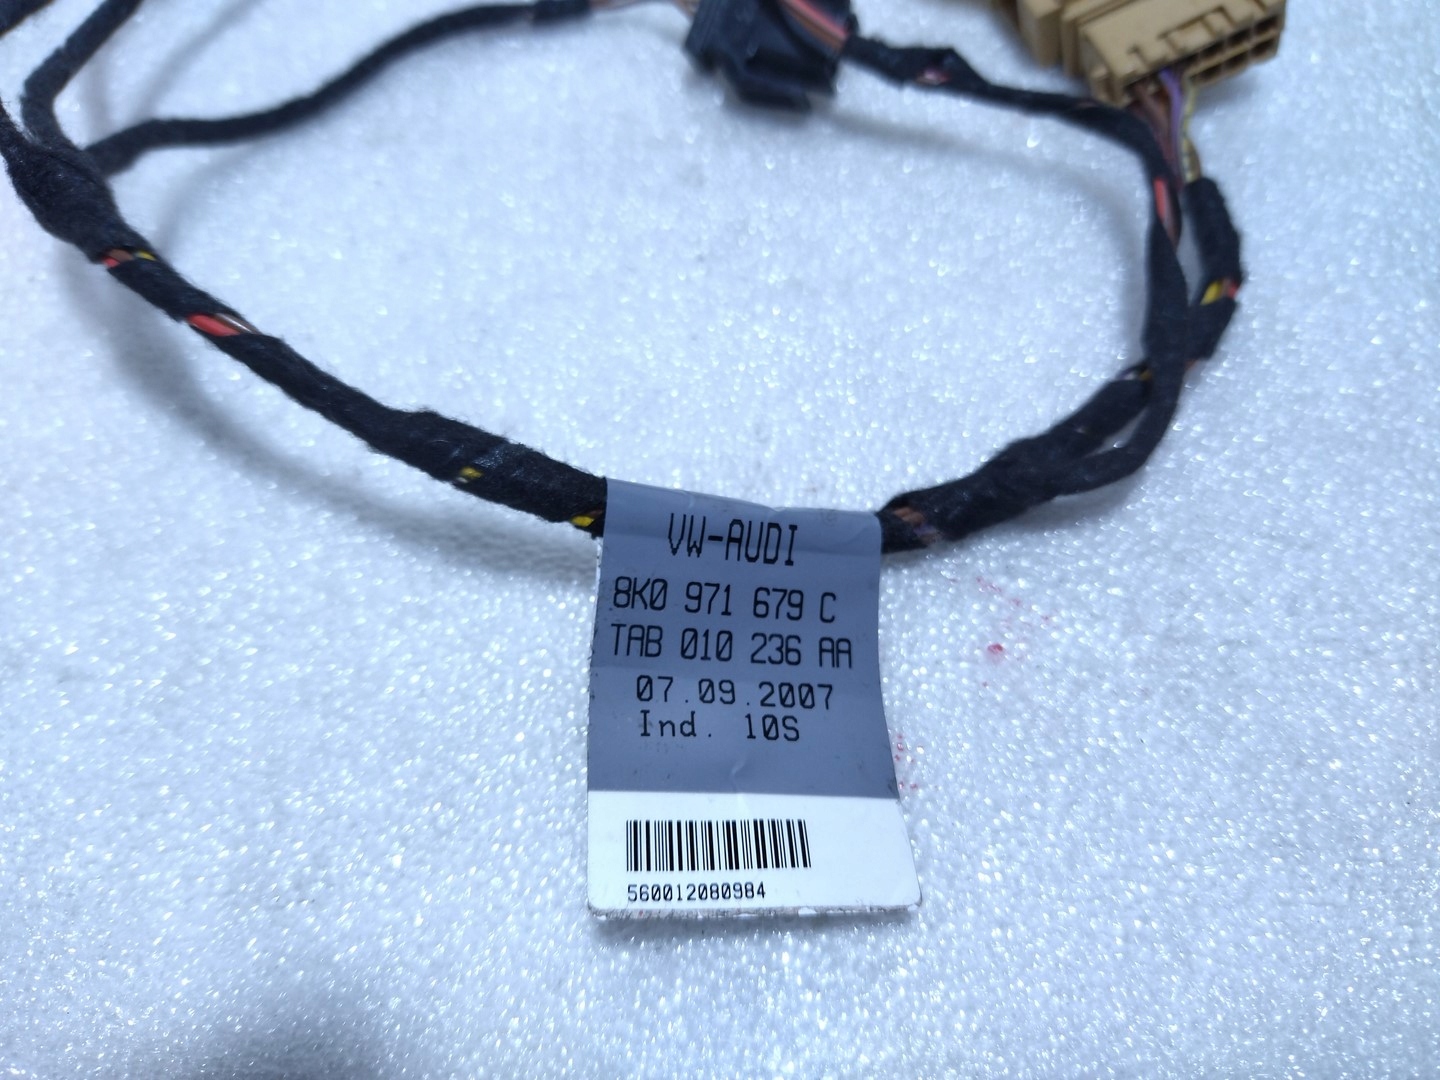 VW-AUDI
8K0 971 679 C
TAB 010 236 AA
07.09.2007
Ind. 10S
560012080984